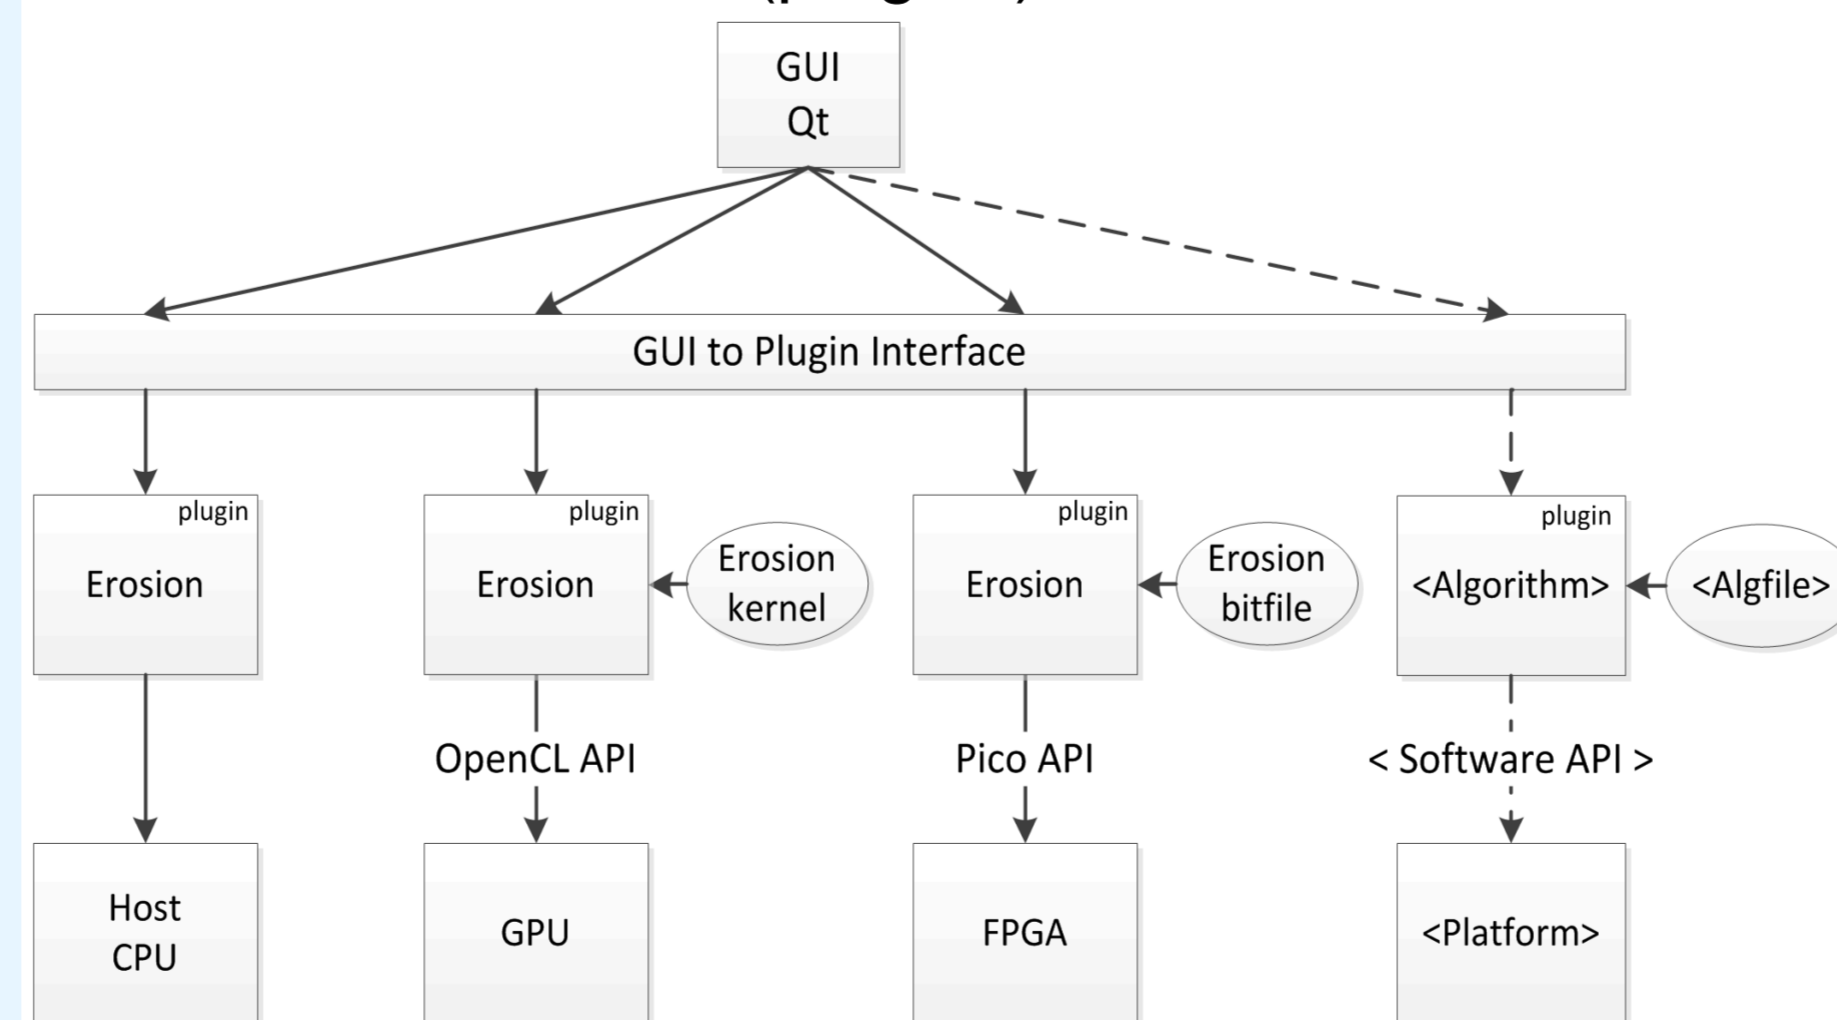 GUI
Qt
GUI to Plugin Interface
plugin
Erosion
plugin
Erosion
Erosion
kernel
plugin
Erosion
Erosion
bitfile
plugin
<Algorithm>
<Algfile>
OpenCL API
Pico API
< Software API >
Host
CPU
GPU
FPGA
<Platform>